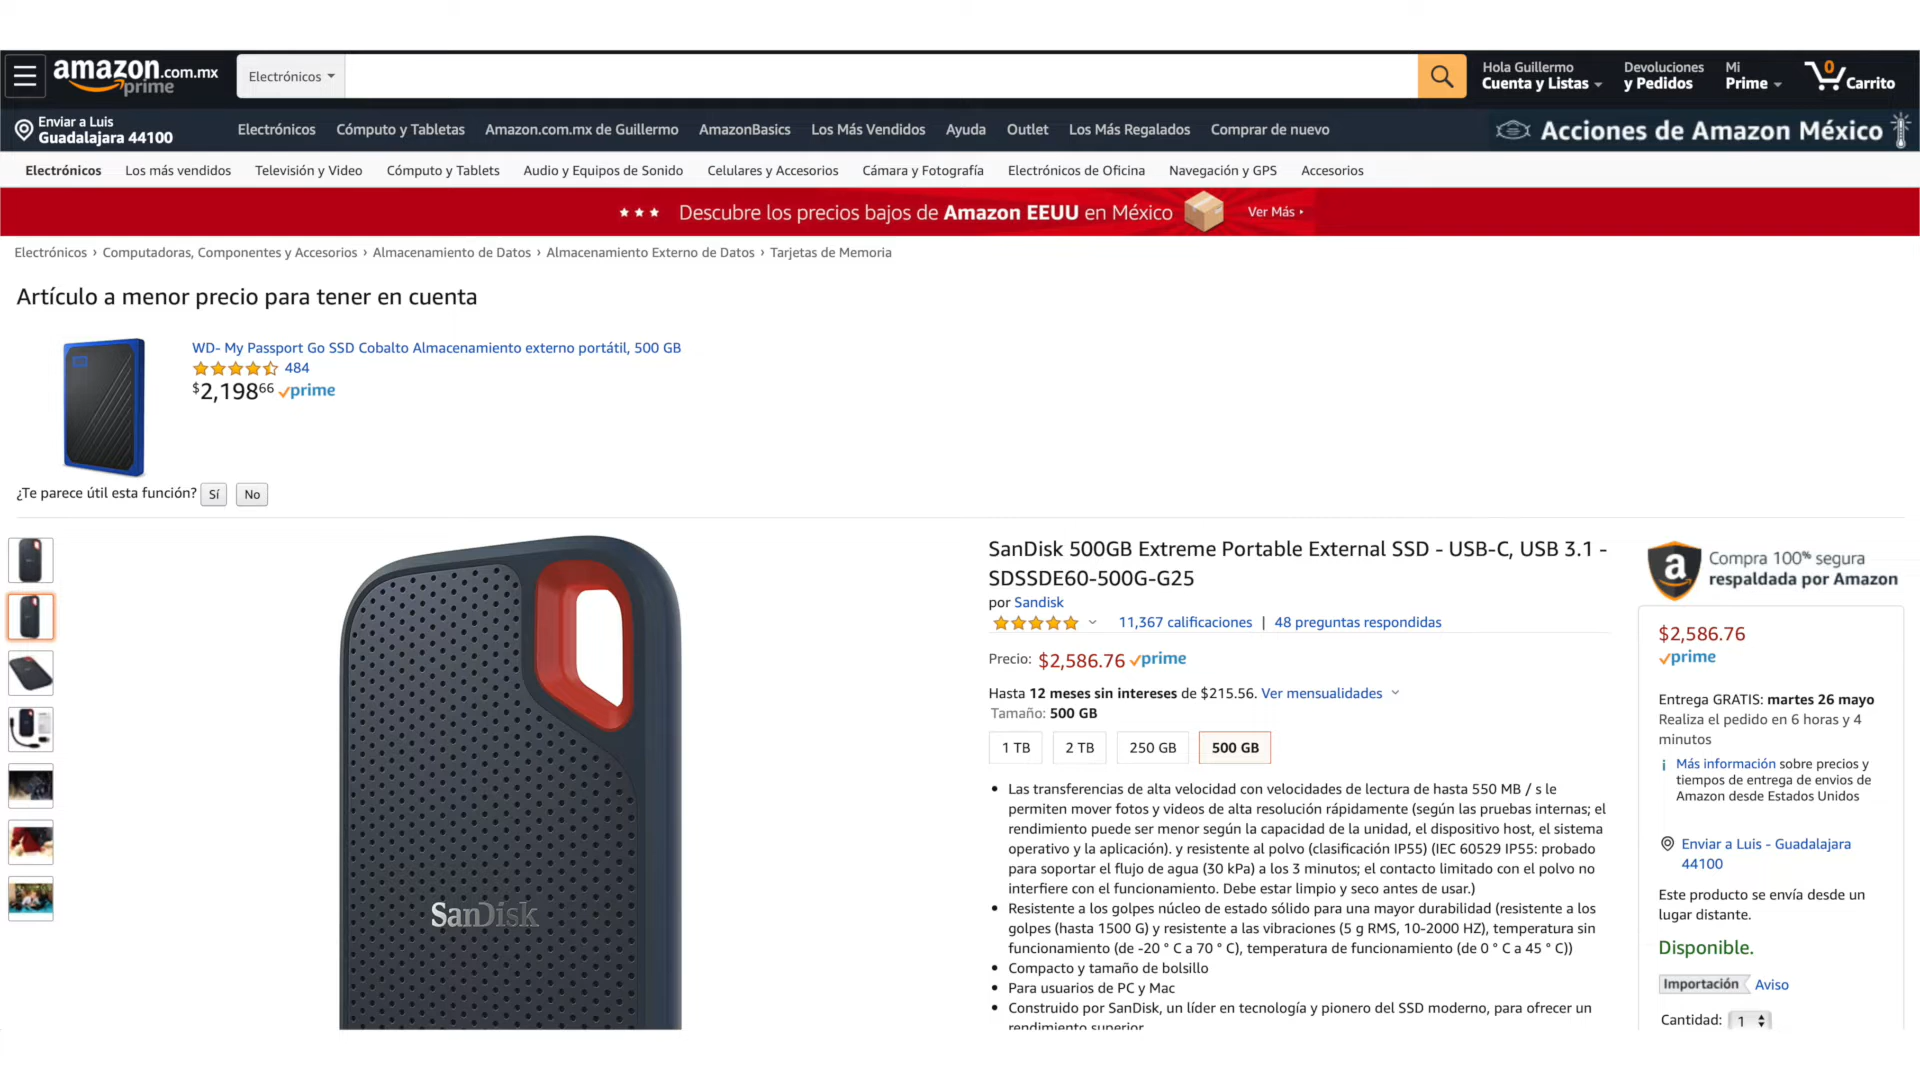 amazon.com.mx
prime
Electrónicos
Hola Guillermo
Cuenta y Listas
Devoluciones
y Pedidos
Mi
Prime
0
Carrito
Enviar a Luis
Guadalajara 44100
Electrónicos
Cómputo y Tabletas
Amazon.com.mx de Guillermo
AmazonBasics
Los Más Vendidos
Ayuda
Outlet
Los Más Regalados
Comprar de nuevo
Acciones de Amazon México
Electrónicos
Los más vendidos
Televisión y Video
Cómputo y Tablets
Audio y Equipos de Sonido
Celulares y Accesorios
Cámara y Fotografía
Electrónicos de Oficina
Navegación y GPS
Accesorios
Descubre los precios bajos de Amazon EEUU en México
Ver Más
Electrónicos › Computadoras, Componentes y Accesorios › Almacenamiento de Datos › Almacenamiento Externo de Datos › Tarjetas de Memoria
Artículo a menor precio para tener en cuenta
WD- My Passport Go SSD Cobalto Almacenamiento externo portátil, 500 GB
484
$2,19866 prime
¿Te parece útil esta función? Sí No
SanDisk
SanDisk 500GB Extreme Portable External SSD - USB-C, USB 3.1 -
SDSSDE60-500G-G25
por Sandisk
11,367 calificaciones | 48 preguntas respondidas
Precio: $2,586.76 prime
Hasta 12 meses sin intereses de $215.56. Ver mensualidades
Tamaño: 500 GB
1 TB
2 TB
250 GB
500 GB
• Las transferencias de alta velocidad con velocidades de lectura de hasta 550 MB / s le
permiten mover fotos y videos de alta resolución rápidamente (según las pruebas internas; el
rendimiento puede ser menor según la capacidad de la unidad, el dispositivo host, el sistema
operativo y la aplicación). y resistente al polvo (clasificación IP55) (IEC 60529 IP55: probado
para soportar el flujo de agua (30 kPa) a los 3 minutos; el contacto limitado con el polvo no
interfiere con el funcionamiento. Debe estar limpio y seco antes de usar.)
• Resistente a los golpes núcleo de estado sólido para una mayor durabilidad (resistente a los
golpes (hasta 1500 G) y resistente a las vibraciones (5 g RMS, 10-2000 HZ), temperatura sin
funcionamiento (de -20 ° C a 70 ° C), temperatura de funcionamiento (de 0 ° C a 45 ° C))
• Compacto y tamaño de bolsillo
• Para usuarios de PC y Mac
• Construido por SanDisk, un líder en tecnología y pionero del SSD moderno, para ofrecer un
rendimiento superior
a
Compra 100% segura
respaldada por Amazon
$2,586.76
prime
Entrega GRATIS: martes 26 mayo
Realiza el pedido en 6 horas y 4
minutos
Más información sobre precios y
tiempos de entrega de envios de
Amazon desde Estados Unidos
Enviar a Luis - Guadalajara
44100
Este producto se envía desde un
lugar distante.
Disponible.
Importación Aviso
Cantidad: 1